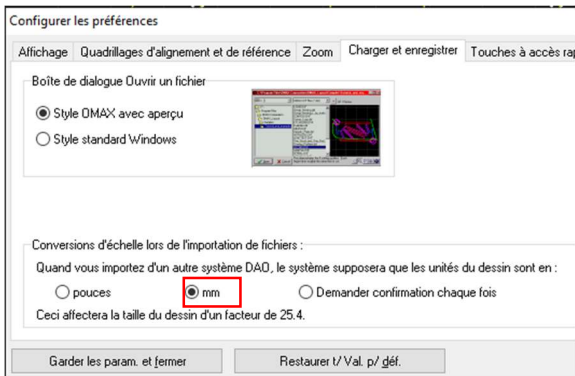 Configurer les préférences
Affichage Quadrillages d'alignement et de référence Zoom Charger et enregistrer Touches à accès rap
Boîte de dialogue Ouvrir un fichier
Style OMAX avec aperçu
Style standard Windows
Conversions d'échelle lors de l'importation de fichiers :
Quand vous importez d'un autre système DAO, le système supposera que les unités du dessin sont en :
pouces mm Demander confirmation chaque fois
Ceci affectera la taille du dessin d'un facteur de 25.4.
Garder les param. et fermer Restaurer t/ Val. p/ déf.